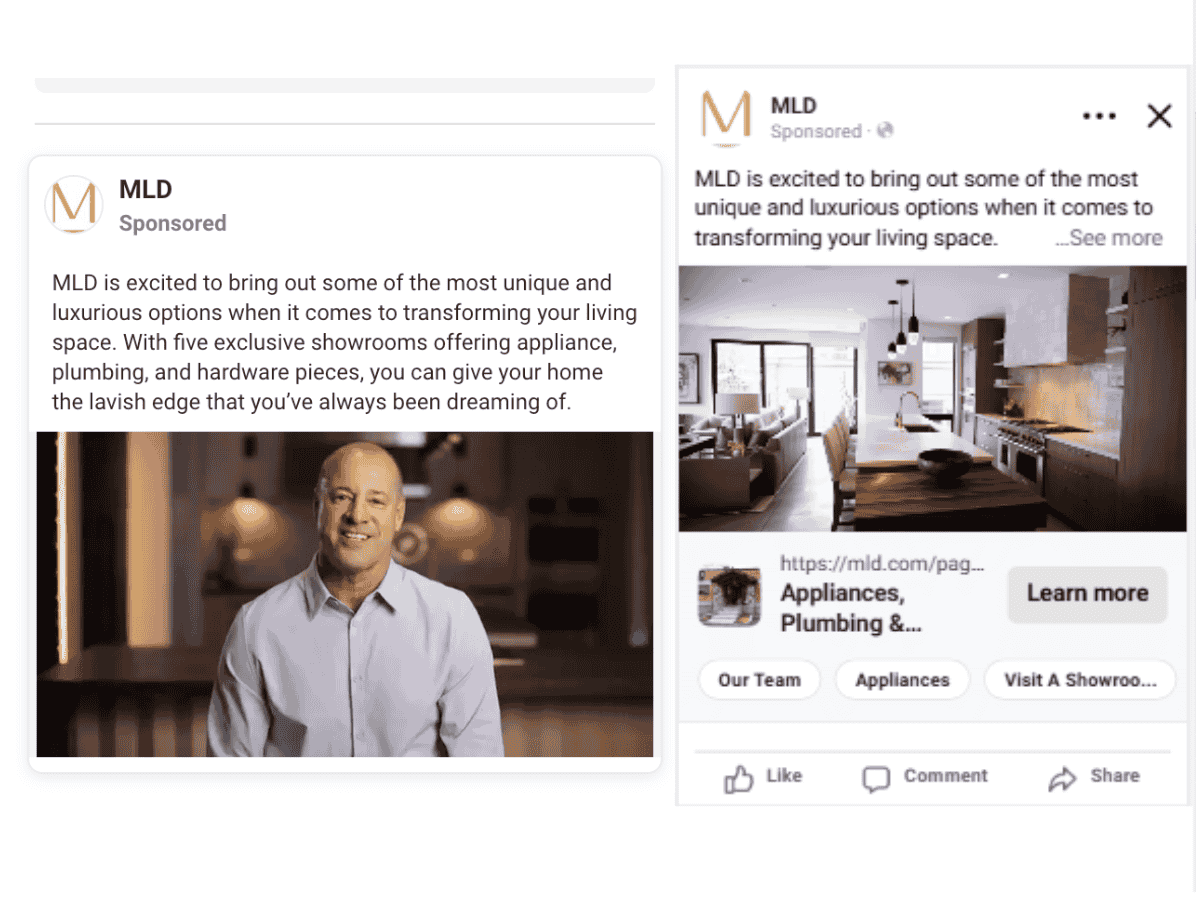 MLD
Sponsored
MLD is excited to bring out some of the most unique and
luxurious options when it comes to transforming your living
space. With five exclusive showrooms offering appliance,
plumbing, and hardware pieces, you can give your home
the lavish edge that you’ve always been dreaming of.
MLD
Sponsored ·
MLD is excited to bring out some of the most
unique and luxurious options when it comes to
transforming your living space. ...See more
https://mld.com/pag...
Appliances,
Plumbing &...
Learn more
Our Team
Appliances
Visit A Showroo...
Like
Comment
Share